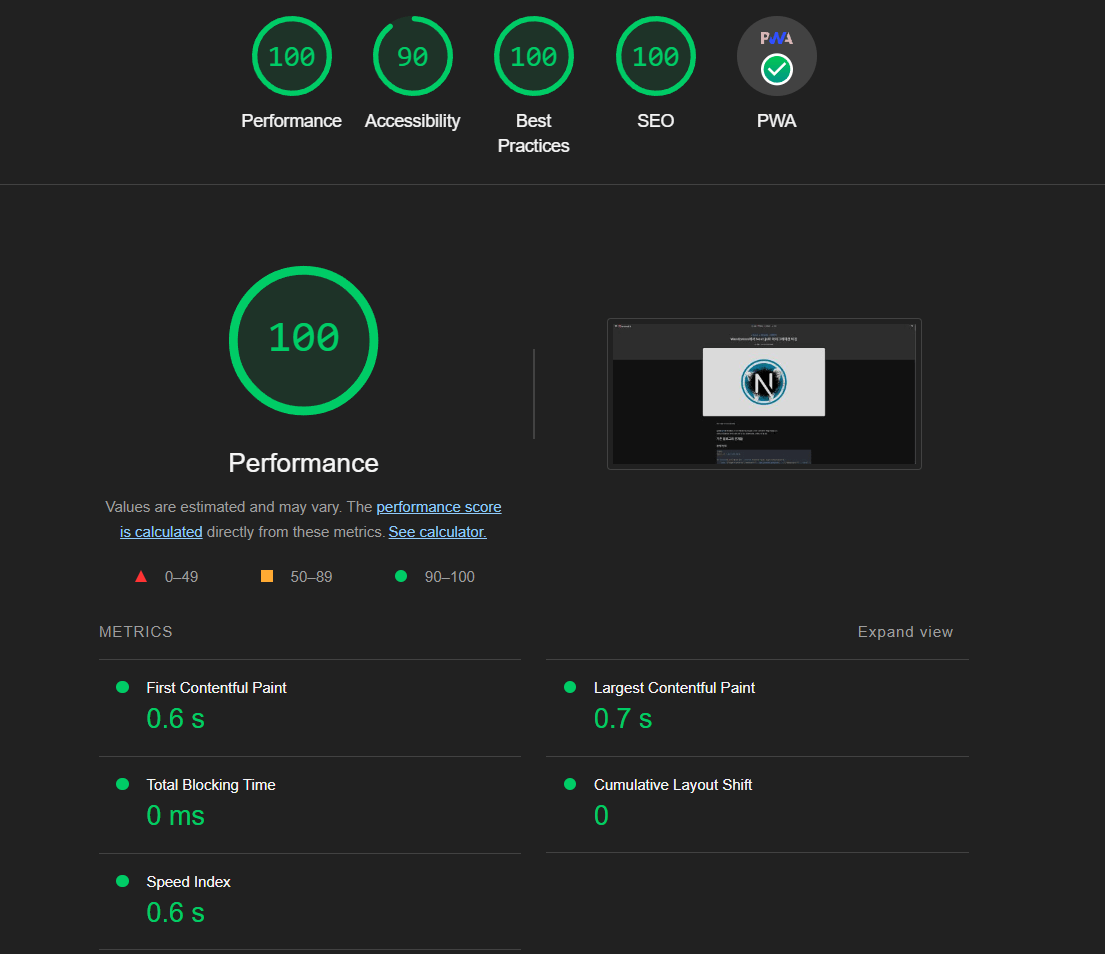 100
90
100
100
PWA
Performance
Accessibility
Best
Practices
SEO
PWA
100
Performance
Values are estimated and may vary. The performance score
is calculated directly from these metrics. See calculator.
0–49
50–89
90–100
METRICS
Expand view
First Contentful Paint
0.6 s
Largest Contentful Paint
0.7 s
Total Blocking Time
0 ms
Cumulative Layout Shift
0
Speed Index
0.6 s
N